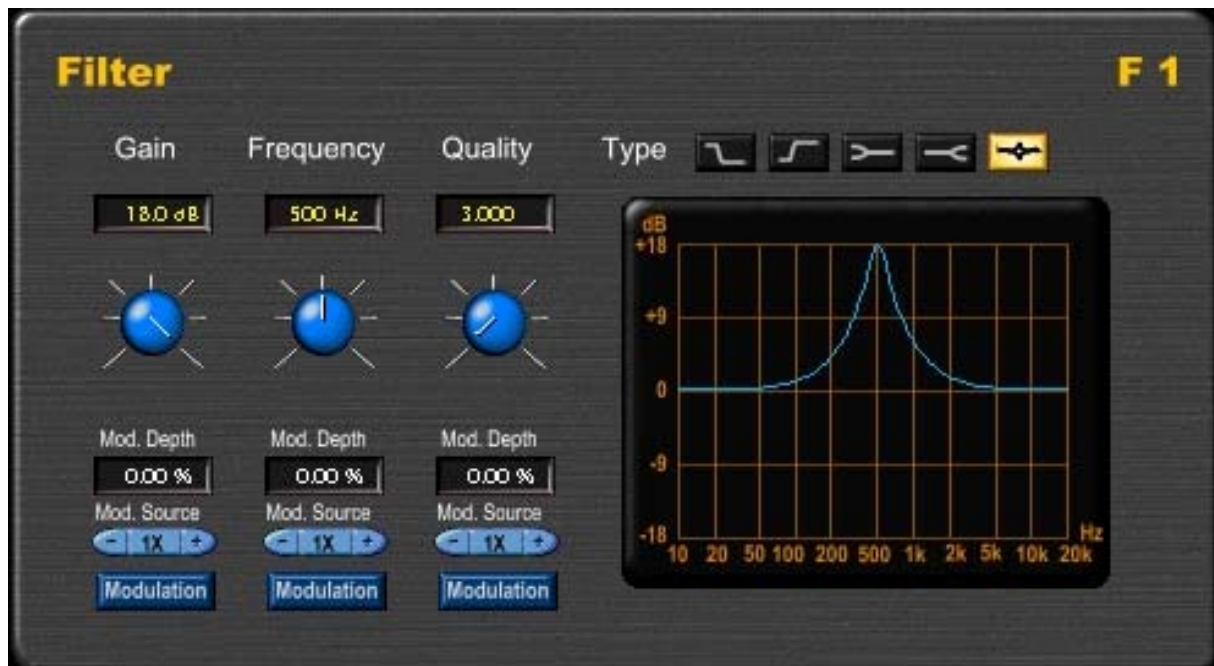 Filter F 1
Gain Frequency Quality Type
18.0 dB 500 Hz 3.000
dB
+18
+9
0
-9
-18
Hz
10 20 50 100 200 500 1k 2k 5k 10k 20k
Mod. Depth Mod. Depth Mod. Depth
0.00 % 0.00 % 0.00 %
Mod. Source Mod. Source Mod. Source
- 1X + - 1X + - 1X +
Modulation Modulation Modulation